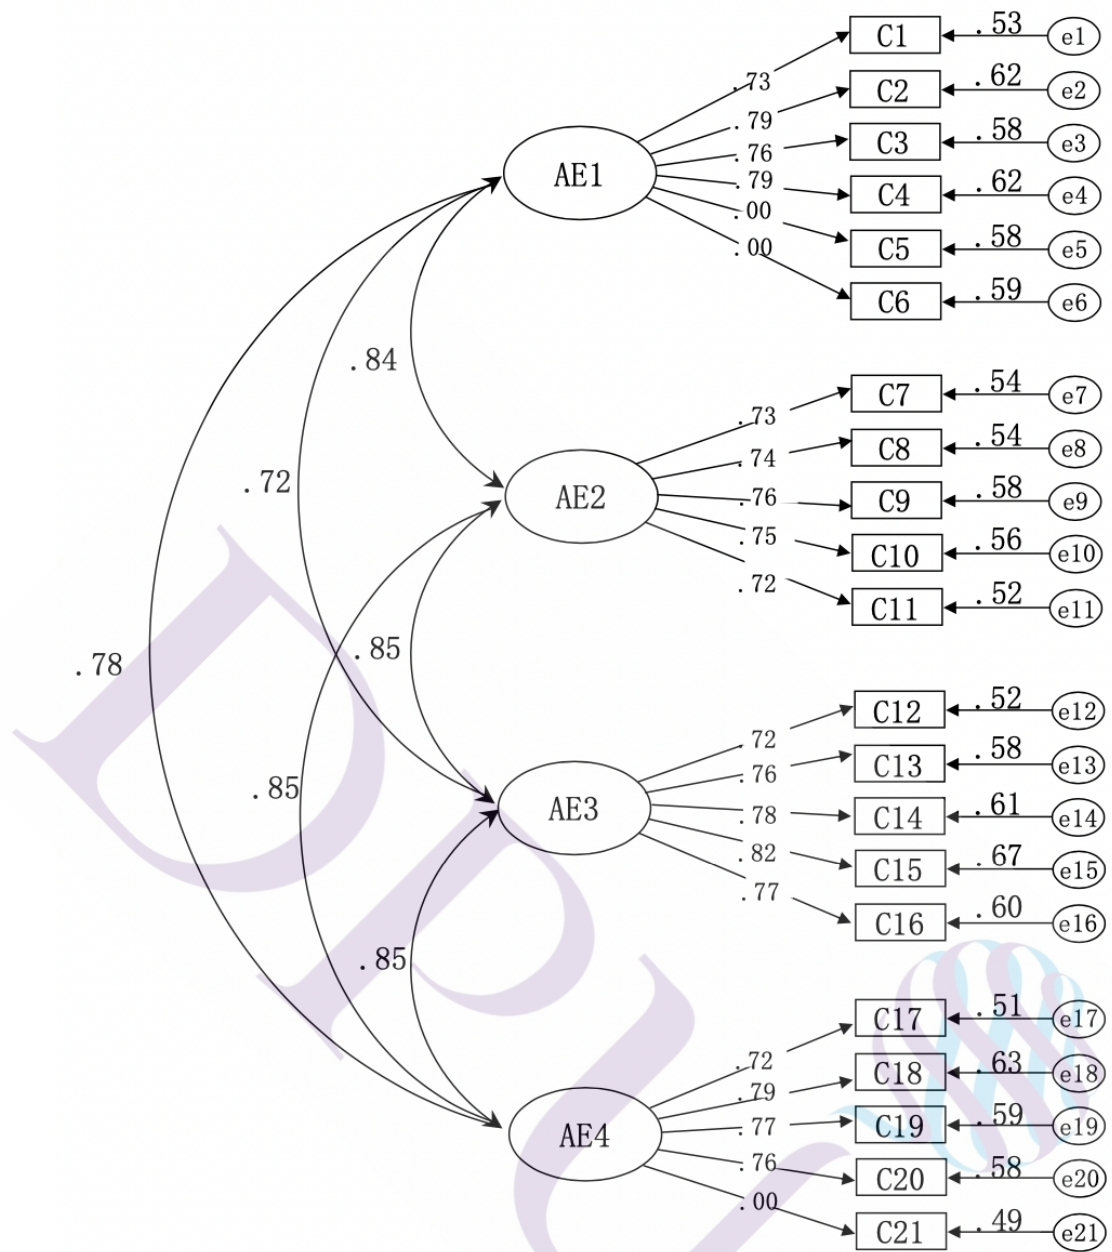 .73 C1 .53 e1
.79 C2 .62 e2
.76 C3 .58 e3
AE1
.79 C4 .62 e4
.00 C5 .58 e5
.00 C6 .59 e6
.84
.73 C7 .54 e7
.74 C8 .54 e8
.72
AE2
.76 C9 .58 e9
.75 C10 .56 e10
.72 C11 .52 e11
.85
.78
.72 C12 .52 e12
.76 C13 .58 e13
.85
AE3
.78 C14 .61 e14
.82 C15 .67 e15
.77 C16 .60 e16
.85
.72 C17 .51 e17
.79 C18 .63 e18
AE4
.77 C19 .59 e19
.76 C20 .58 e20
.00 C21 .49 e21